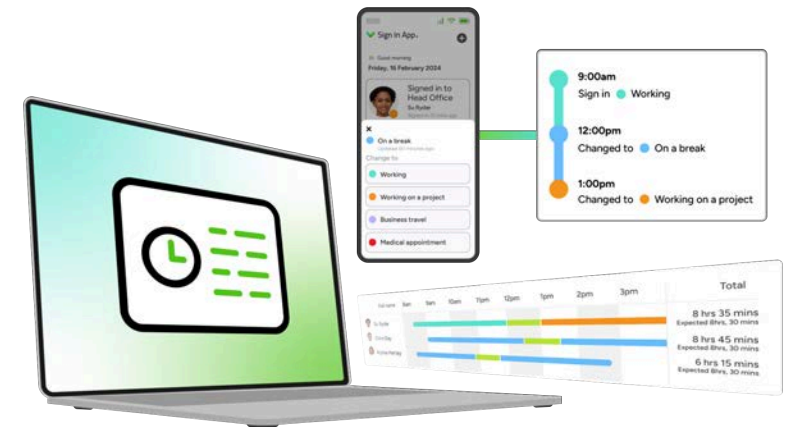 Sign in App.
Good morning
Friday, 16 February 2024
Signed in to
Head Office
Su Ryder
On a break
Change to
Working
Working on a project
Business travel
Medical appointment
9:00am
Sign in Working
12:00pm
Changed to On a break
1:00pm
Changed to Working on a project
9am 10am 11am 12pm 1pm 2pm 3pm Total
Su Ryder
8 hrs 35 mins
Expected 8hrs, 30 mins
8 hrs 45 mins
Expected 8hrs, 30 mins
6 hrs 15 mins
Expected 8hrs, 30 mins